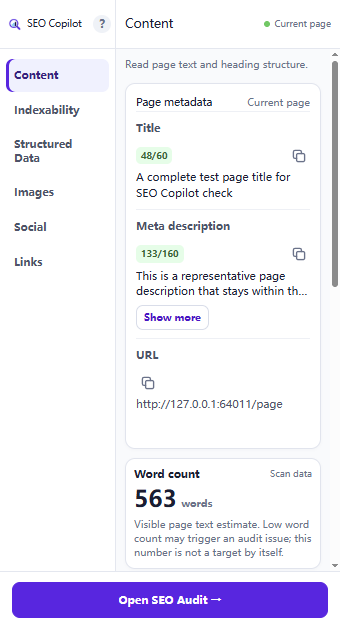 SEO Copilot
?
Content
Current page
Content
Indexability
Structured
Data
Images
Social
Links
Read page text and heading structure.
Page metadata
Current page
Title
48/60
A complete test page title for
SEO Copilot check
Meta description
133/160
This is a representative page
description that stays within th...
Show more
URL
http://127.0.0.1:64011/page
Word count
Scan data
563 words
Visible page text estimate. Low word
count may trigger an audit issue; this
number is not a target by itself.
Open SEO Audit →